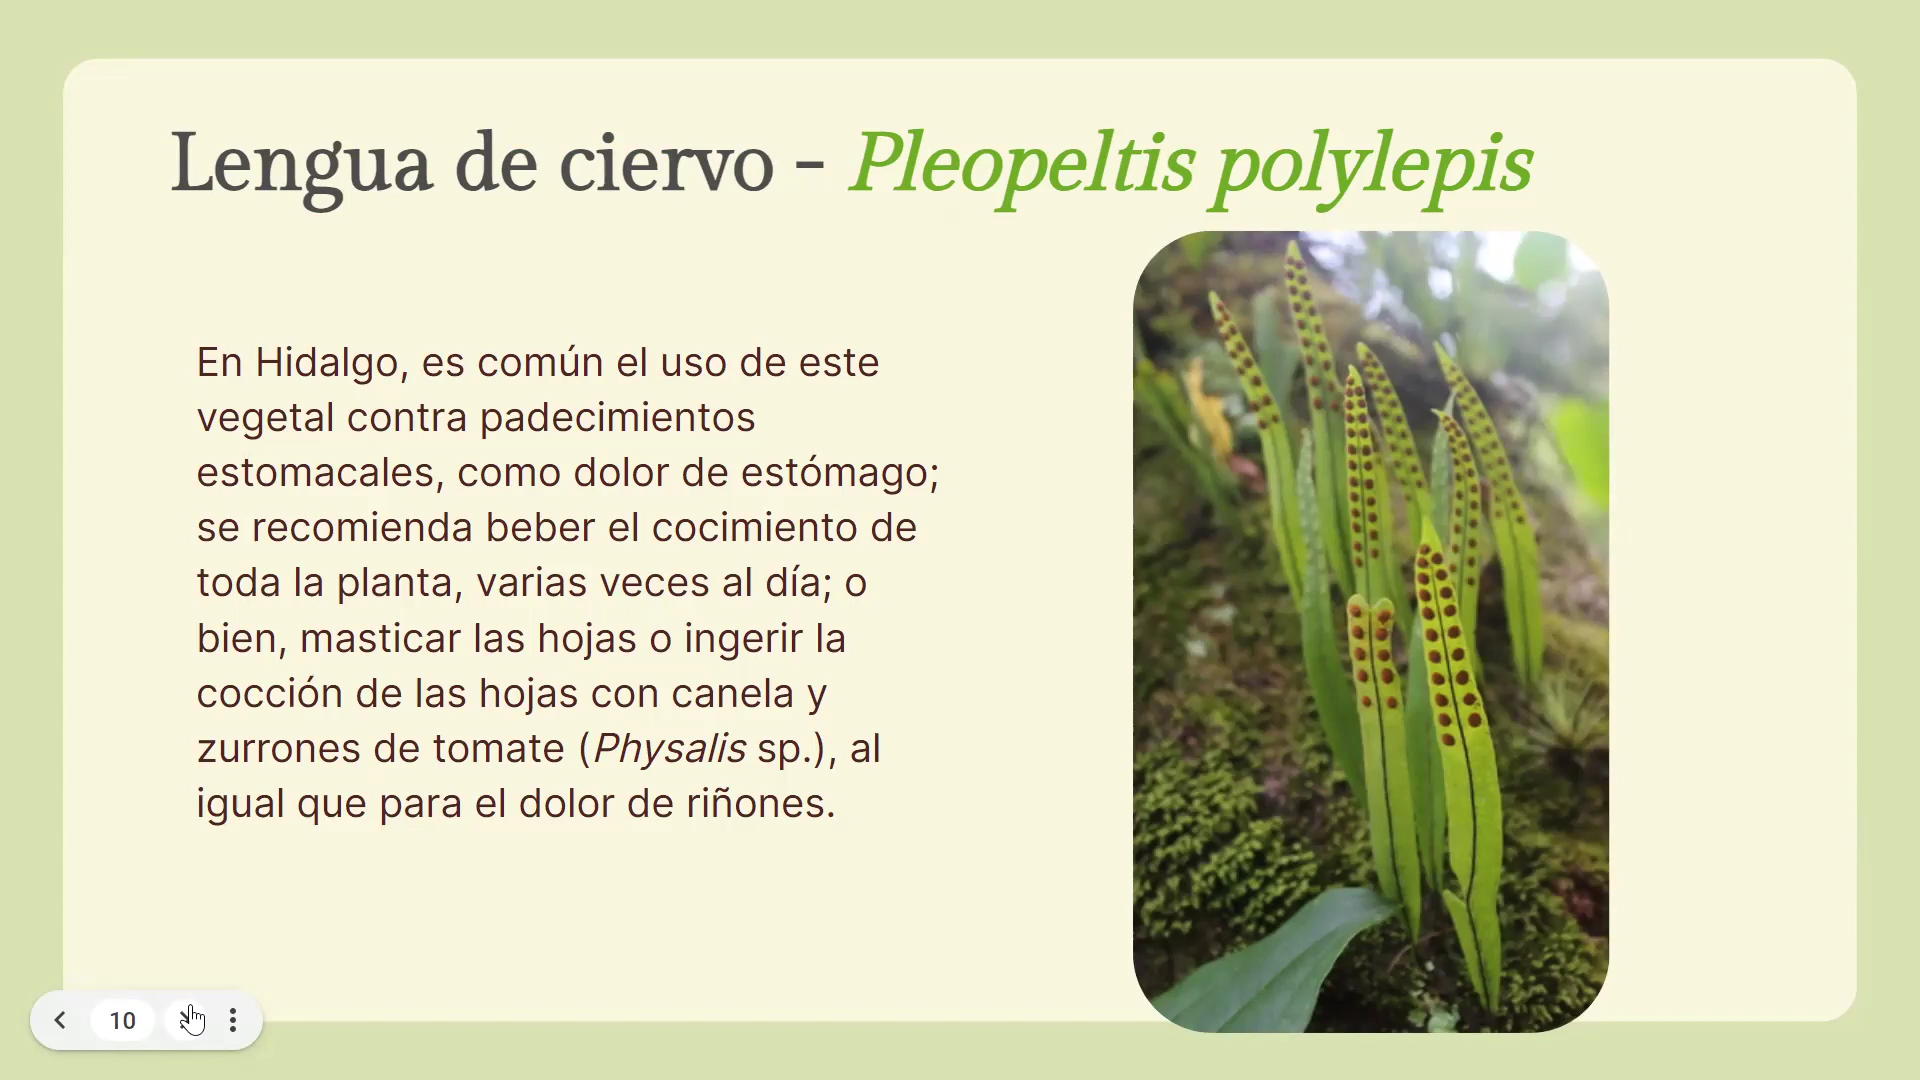 Lengua de ciervo - Pleopeltis polylepis
En Hidalgo, es común el uso de este
vegetal contra padecimientos
estomacales, como dolor de estómago;
se recomienda beber el cocimiento de
toda la planta, varias veces al día; o
bien, masticar las hojas o ingerir la
cocción de las hojas con canela y
zurrones de tomate (Physalis sp.), al
igual que para el dolor de riñones.
10